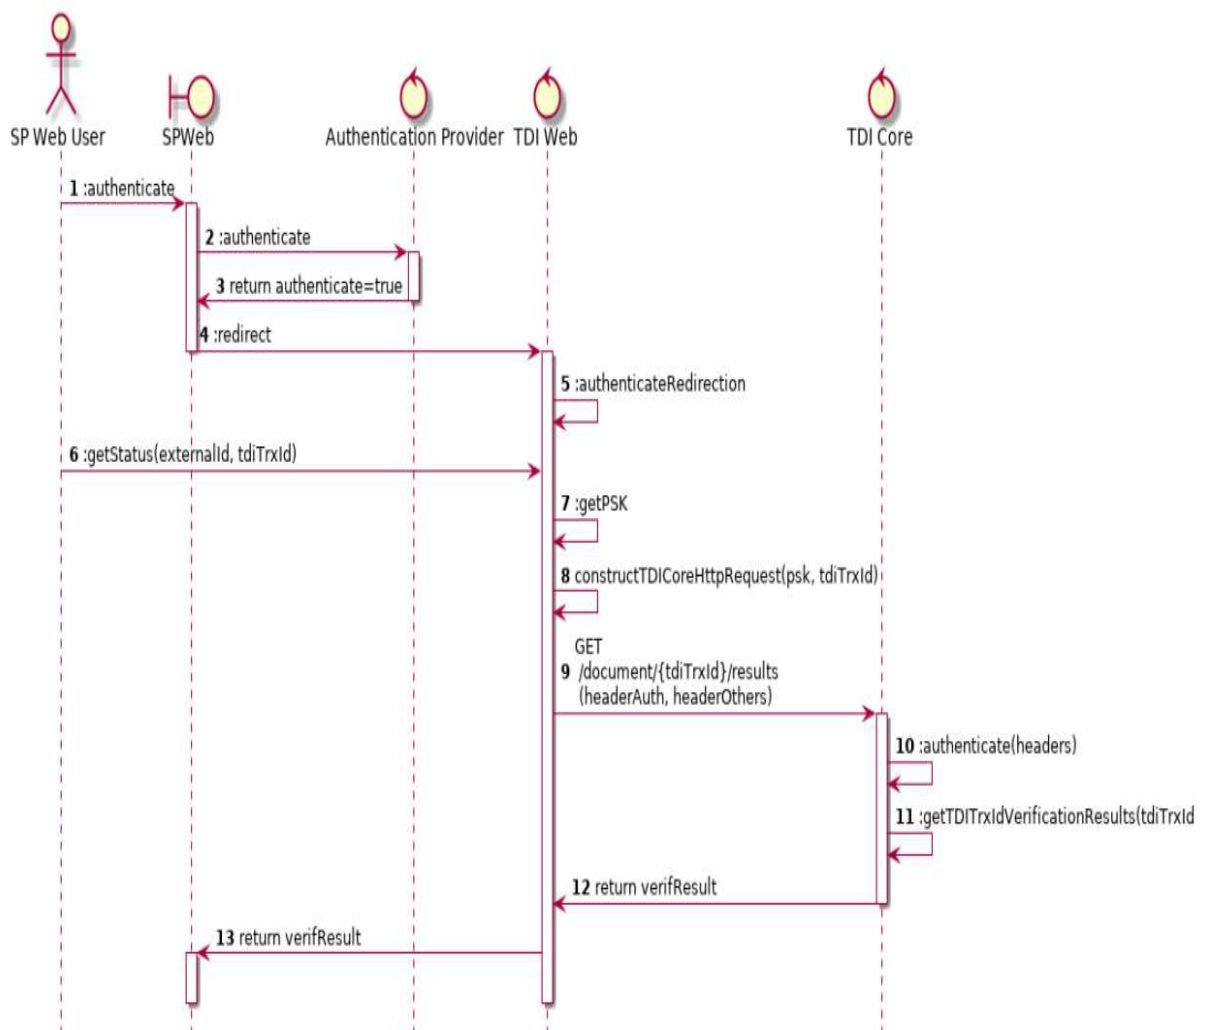 SP Web User
SPWeb
Authentication Provider
TDI Web
TDI Core
1 :authenticate
2 :authenticate
3 return authenticate=true
4 :redirect
5 :authenticateRedirection
6 :getStatus(externalId, tdiTrxId)
7 :getPSK
8 constructTDICoreHttpRequest(psk, tdiTrxId)
GET
9 /document/{tdiTrxId}/results
(headerAuth, headerOthers)
10 :authenticate(headers)
11 :getTDITrxIdVerificationResults(tdiTrxId
12 return verifResult
13 return verifResult